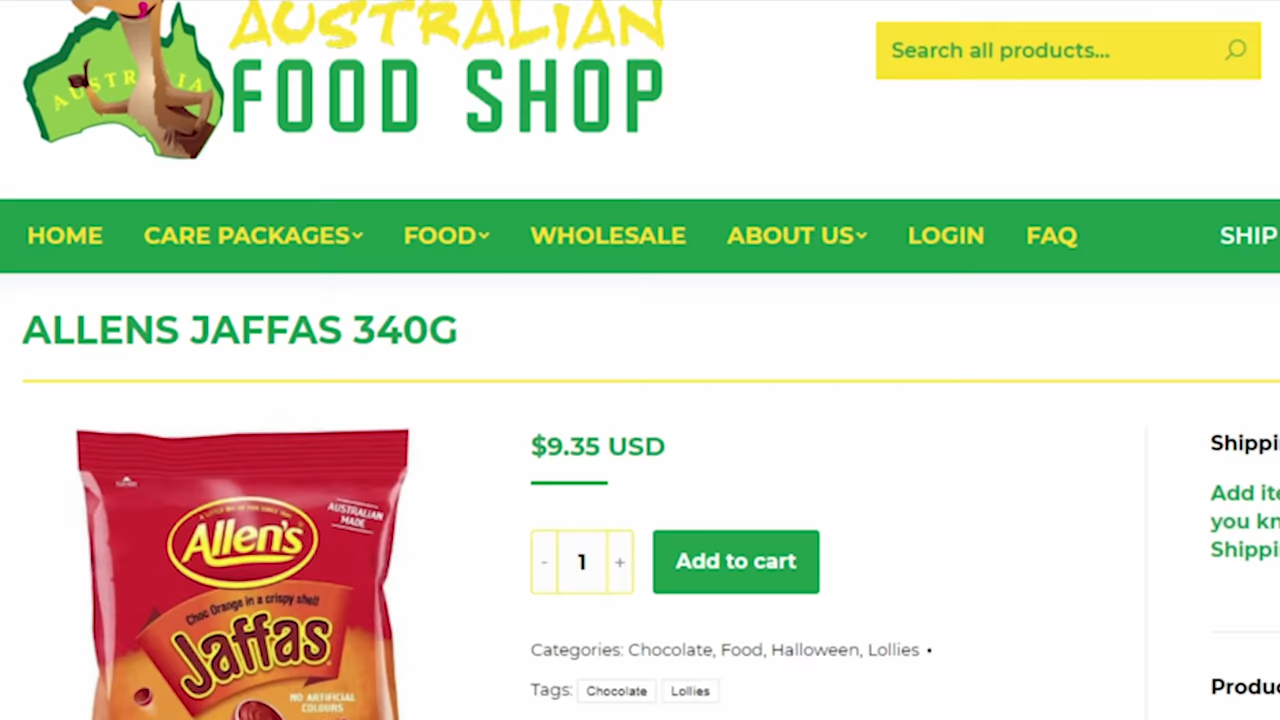 AUSTRALIAN
AUSTRALIA
FOOD SHOP
Search all products...
HOME CARE PACKAGES FOOD WHOLESALE ABOUT US LOGIN FAQ SHIP
ALLENS JAFFAS 340G
$9.35 USD
Shippi
Add ite
you kn
Shippi
- 1 + Add to cart
AUSTRALIAN
MADE
Allen's
Choc Orange in a crispy shell
Jaffas
NO ARTIFICIAL
COLOURS
Categories: Chocolate, Food, Halloween, Lollies •
Tags: Chocolate Lollies
Produc